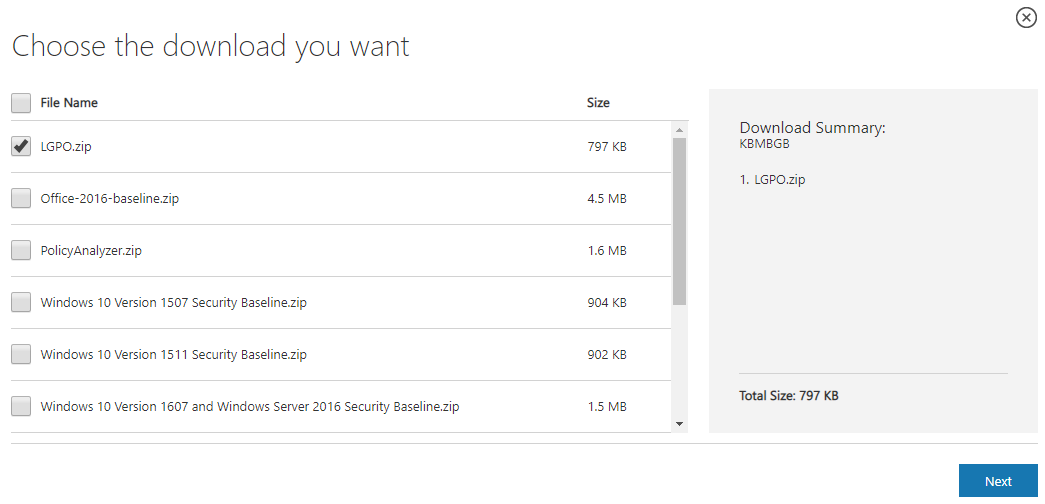 Choose the download you want
File Name Size
LGPO.zip 797 KB
Office-2016-baseline.zip 4.5 MB
PolicyAnalyzer.zip 1.6 MB
Windows 10 Version 1507 Security Baseline.zip 904 KB
Windows 10 Version 1511 Security Baseline.zip 902 KB
Windows 10 Version 1607 and Windows Server 2016 Security Baseline.zip 1.5 MB
Download Summary:
KBMBGB
1. LGPO.zip
Total Size: 797 KB
Next